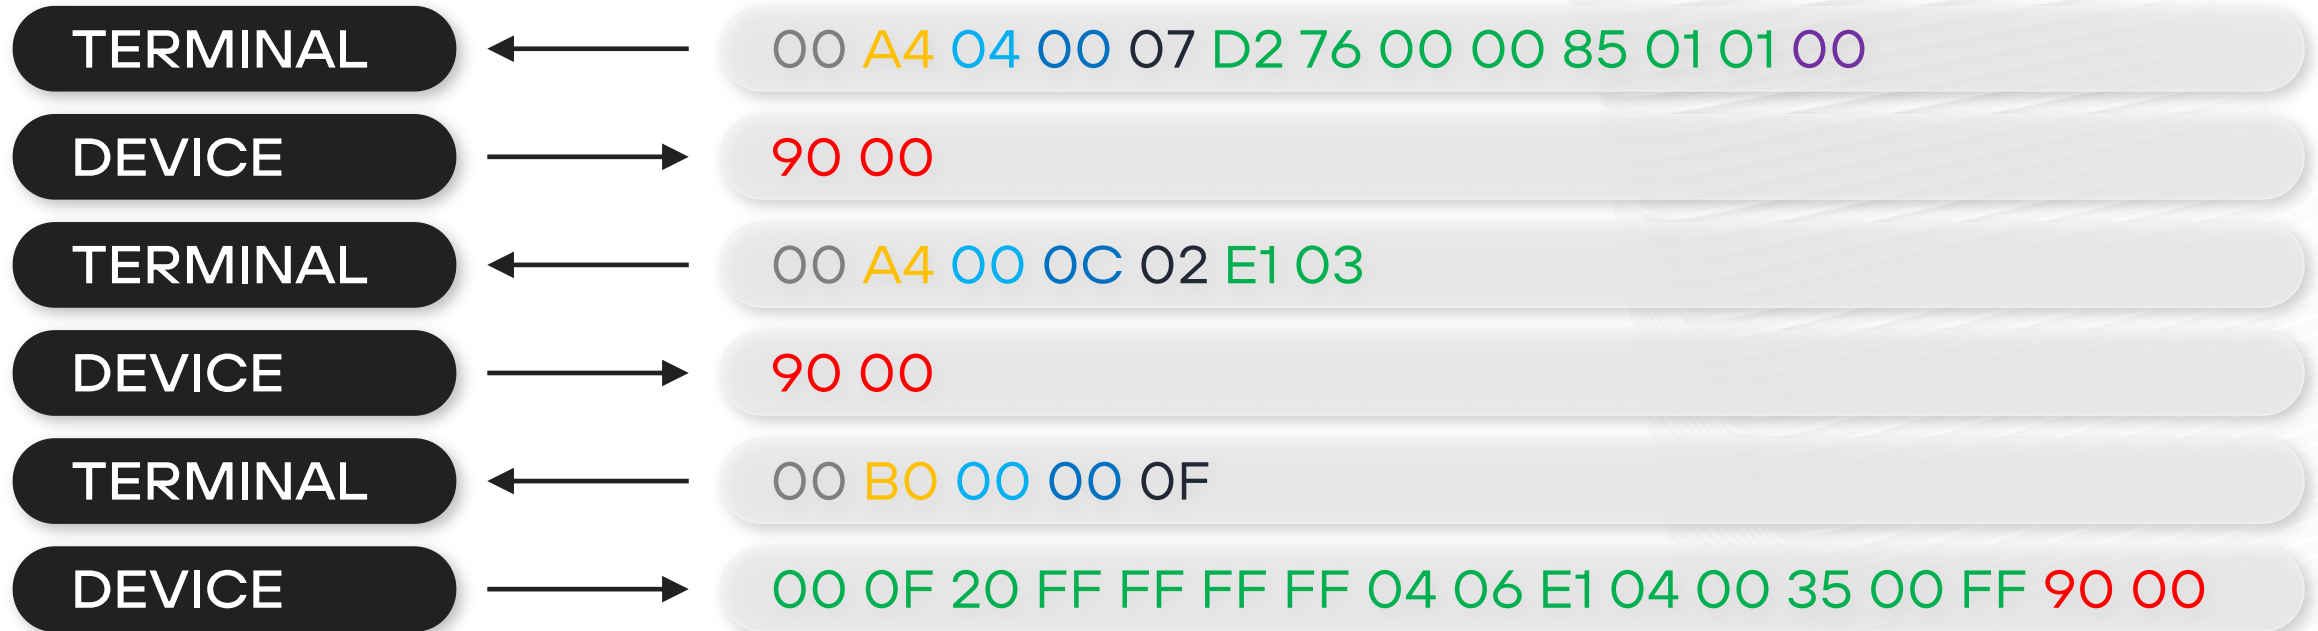 TERMINAL 00 A4 04 00 07 D2 76 00 00 85 01 01 00
DEVICE 90 00
TERMINAL 00 A4 00 0C 02 E1 03
DEVICE 90 00
TERMINAL 00 B0 00 00 0F
DEVICE 00 0F 20 FF FF FF FF 04 06 E1 04 00 35 00 FF 90 00